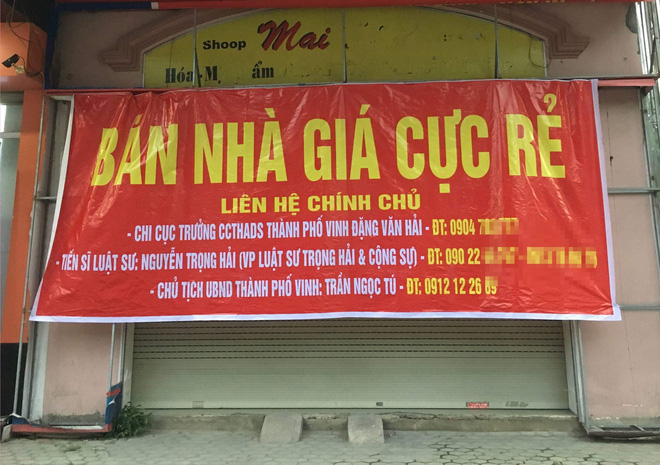 Shoop Mai
Hóa M ẩm
BÁN NHÀ GIÁ CỰC RẺ
LIÊN HỆ CHÍNH CHỦ
- CHI CỤC TRƯỞNG CCTHADS THÀNH PHỐ VINH ĐẶNG VĂN HẢI - ĐT: 0904
- TIẾN SĨ LUẬT SƯ: NGUYỄN TRỌNG HẢI (VP LUẬT SƯ TRỌNG HẢI & CỘNG SỰ) - ĐT: 090 22
- CHỦ TỊCH UBND THÀNH PHỐ VINH: TRẦN NGỌC TÚ - ĐT; 0912 12 26